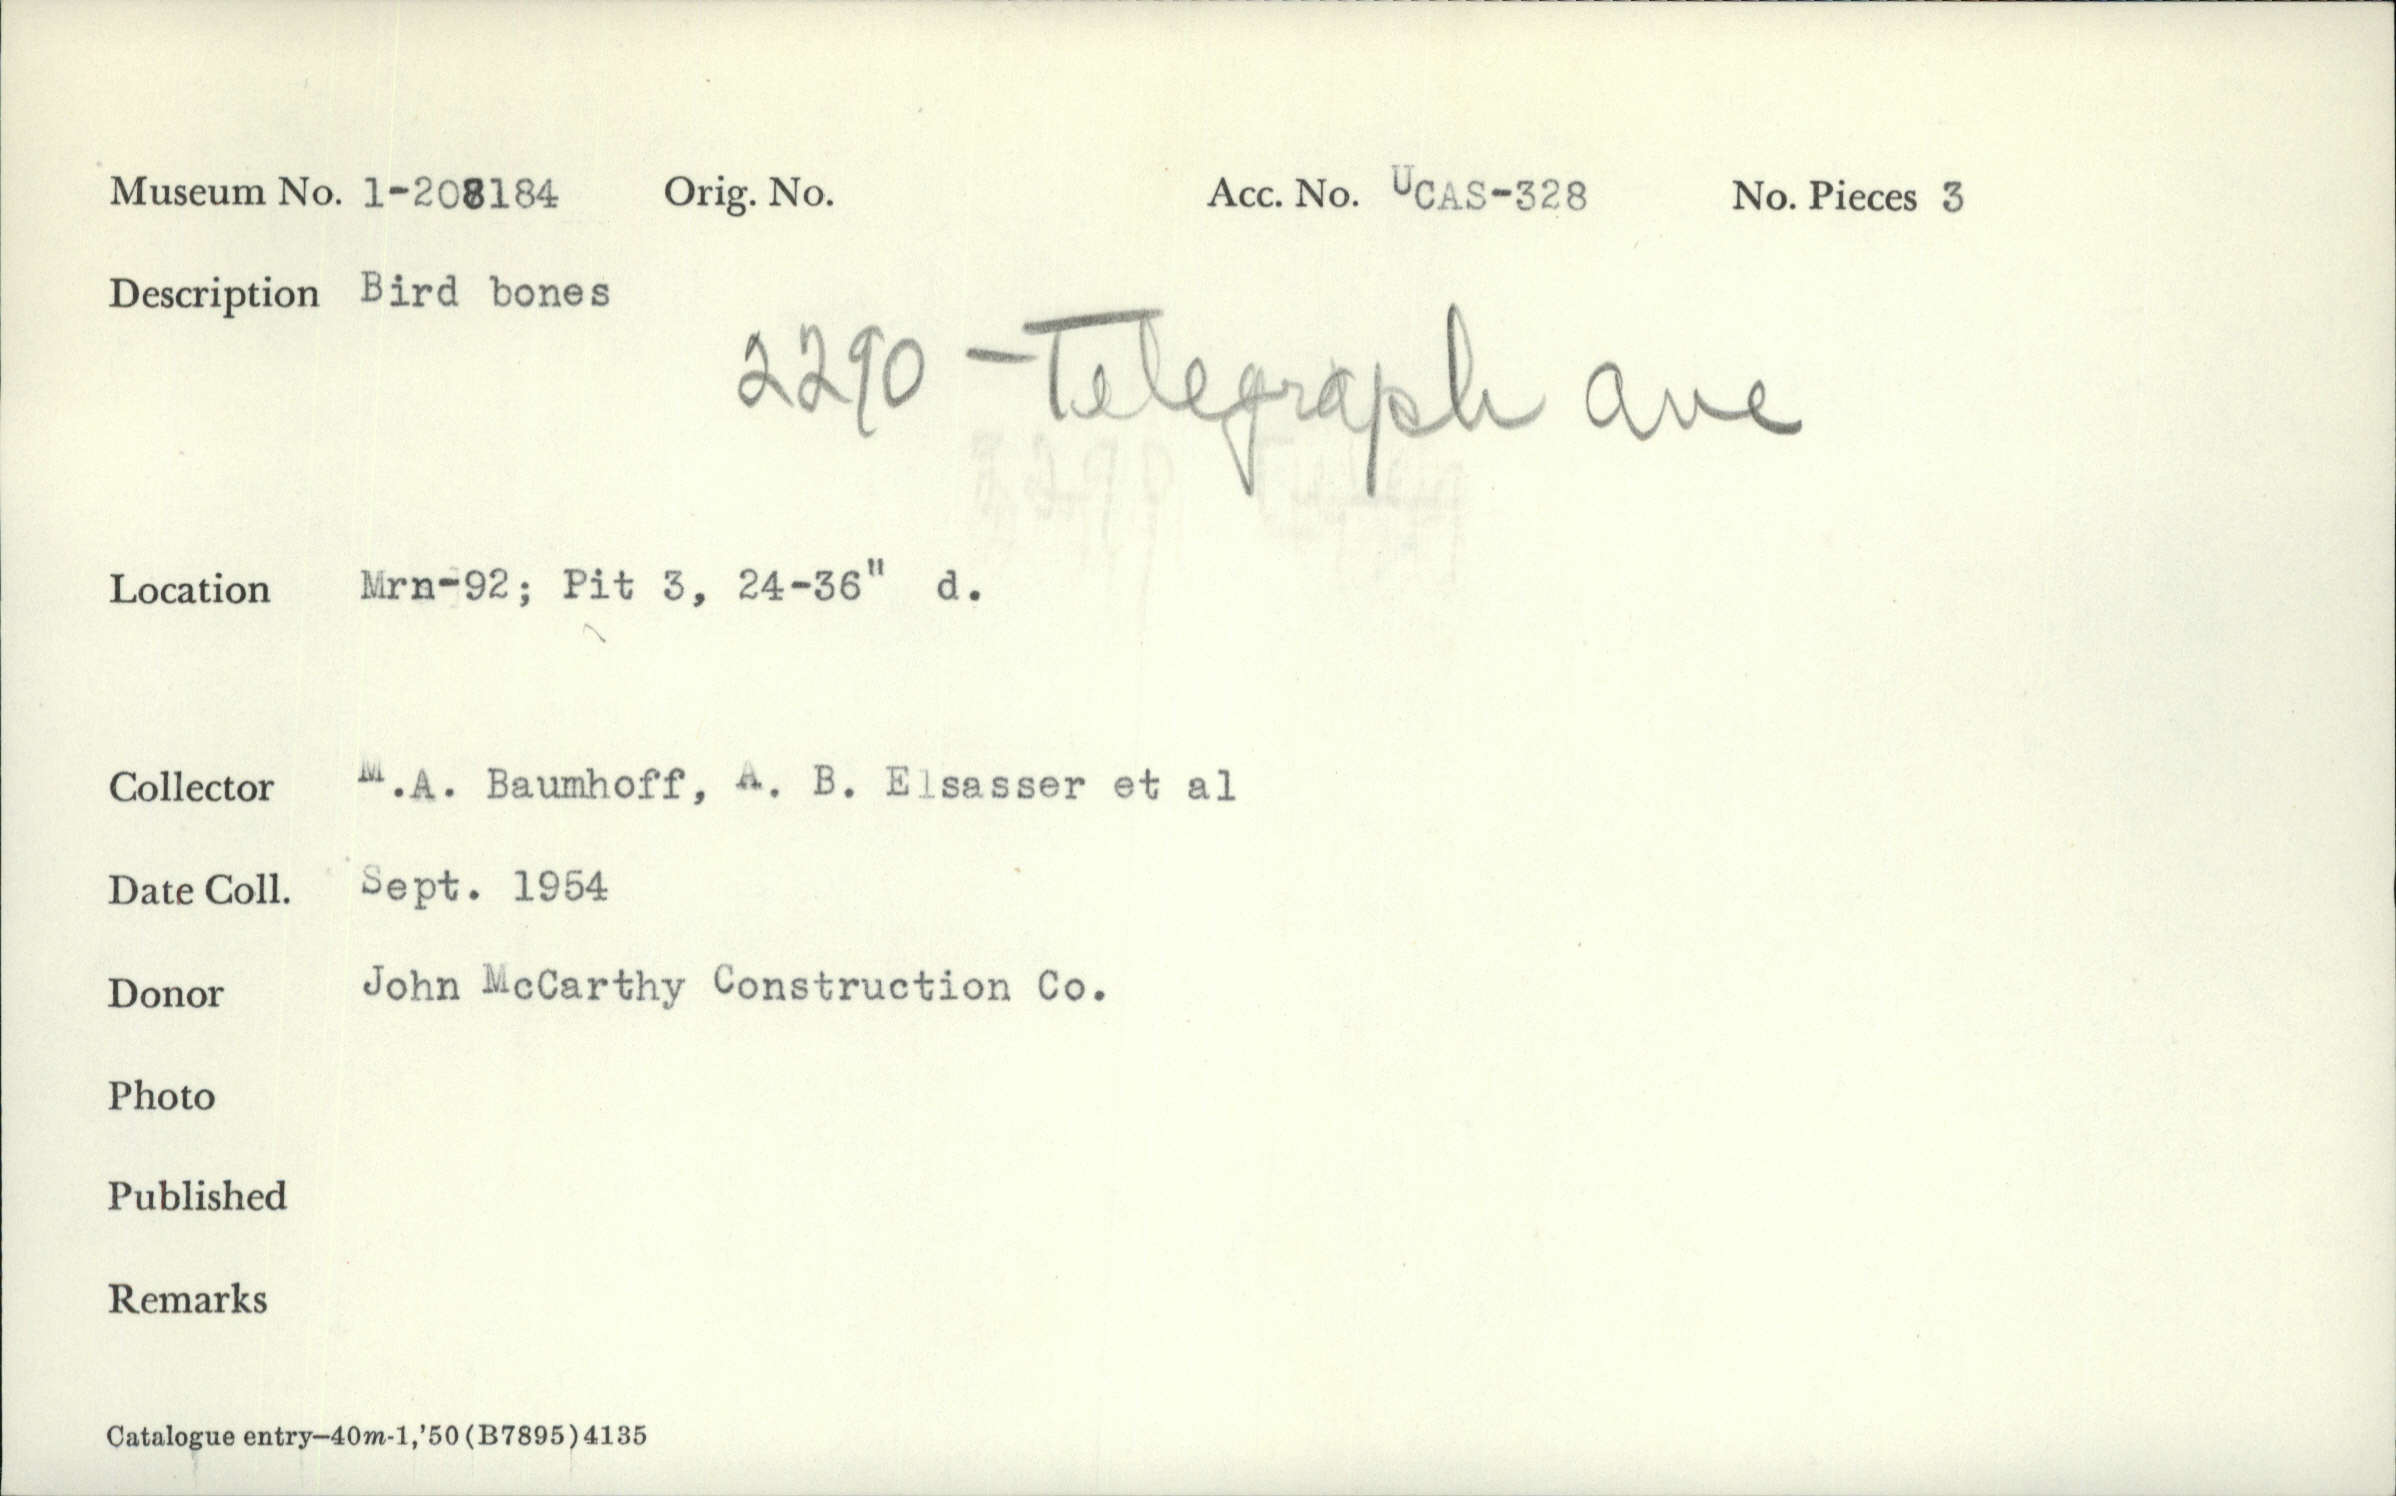 Museum No. 1-208184 Orig. No. Acc. No. UCAS-328 No. Pieces 3
Description Bird bones
2290 - Telegraph Ave
Location Mrn-92; Pit 3, 24-36" d.
Collector M.A. Baumhoff, A. B. Elsasser et al
Date Coll. Sept. 1954
Donor John McCarthy Construction Co.
Photo
Published
Remarks
Catalogue entry—40m-1,'50(B7895)4135